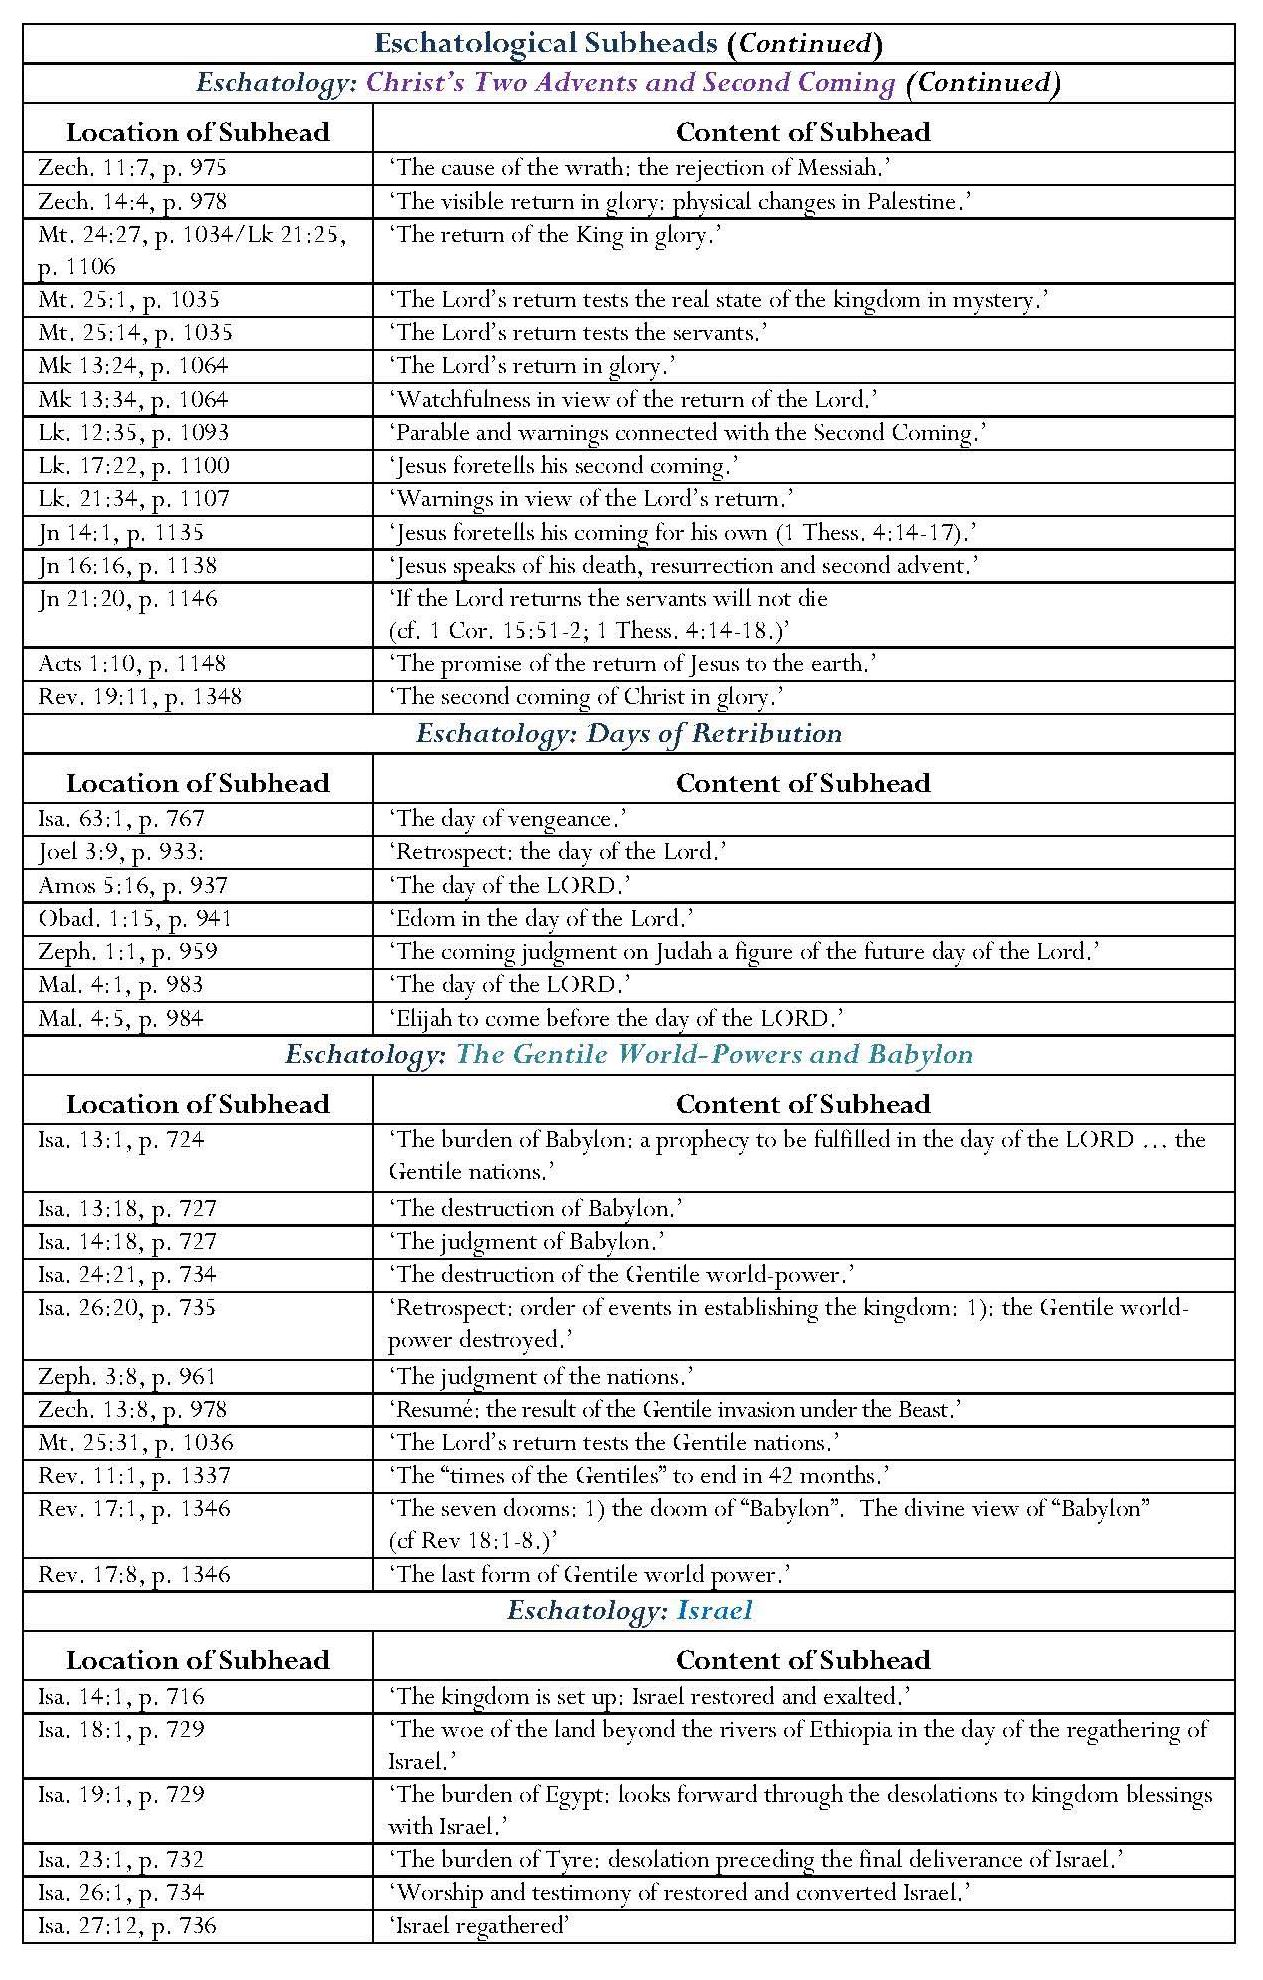 Eschatological Subheads (Continued)
Eschatology: Christ's Two Advents and Second Coming (Continued)
Location of Subhead Content of Subhead
Zech. 11:7, p. 975 ‘The cause of the wrath: the rejection of Messiah.’
Zech. 14:4, p. 978 ‘The visible return in glory: physical changes in Palestine.’
Mt. 24:27, p. 1034/Lk 21:25, ‘The return of the King in glory.’
p. 1106
Mt. 25:1, p. 1035 ‘The Lord’s return tests the real state of the kingdom in mystery.’
Mt. 25:14, p. 1035 ‘The Lord’s return tests the servants.’
Mk 13:24, p. 1064 ‘The Lord’s return in glory.’
Mk 13:34, p. 1064 ‘Watchfulness in view of the return of the Lord.’
Lk. 12:35, p. 1093 ‘Parable and warnings connected with the Second Coming.’
Lk. 17:22, p. 1100 ‘Jesus foretells his second coming.’
Lk. 21:34, p. 1107 ‘Warnings in view of the Lord’s return.’
Jn 14:1, p. 1135 ‘Jesus foretells his coming for his own (1 Thess. 4:14-17).’
Jn 16:16, p. 1138 ‘Jesus speaks of his death, resurrection and second advent.’
Jn 21:20, p. 1146 ‘If the Lord returns the servants will not die
(cf. 1 Cor. 15:51-2; 1 Thess. 4:14-18.)’
Acts 1:10, p. 1148 ‘The promise of the return of Jesus to the earth.’
Rev. 19:11, p. 1348 ‘The second coming of Christ in glory.’
Eschatology: Days of Retribution
Location of Subhead Content of Subhead
Isa. 63:1, p. 767 ‘The day of vengeance.’
Joel 3:9, p. 933: ‘Retrospect: the day of the Lord.’
Amos 5:16, p. 937 ‘The day of the LORD.’
Obad. 1:15, p. 941 ‘Edom in the day of the Lord.’
Zeph. 1:1, p. 959 ‘The coming judgment on Judah a figure of the future day of the Lord.’
Mal. 4:1, p. 983 ‘The day of the LORD.’
Mal. 4:5, p. 984 ‘Elijah to come before the day of the LORD.’
Eschatology: The Gentile World-Powers and Babylon
Location of Subhead Content of Subhead
Isa. 13:1, p. 724 ‘The burden of Babylon: a prophecy to be fulfilled in the day of the LORD … the
Gentile nations.’
Isa. 13:18, p. 727 ‘The destruction of Babylon.’
Isa. 14:18, p. 727 ‘The judgment of Babylon.’
Isa. 24:21, p. 734 ‘The destruction of the Gentile world-power.’
Isa. 26:20, p. 735 ‘Retrospect: order of events in establishing the kingdom: 1): the Gentile world-
power destroyed.’
Zeph. 3:8, p. 961 ‘The judgment of the nations.’
Zech. 13:8, p. 978 ‘Resumé: the result of the Gentile invasion under the Beast.’
Mt. 25:31, p. 1036 ‘The Lord’s return tests the Gentile nations.’
Rev. 11:1, p. 1337 ‘The “times of the Gentiles” to end in 42 months.’
Rev. 17:1, p. 1346 ‘The seven dooms: 1) the doom of “Babylon”. The divine view of “Babylon”
(cf Rev 18:1-8.)’
Rev. 17:8, p. 1346 ‘The last form of Gentile world power.’
Eschatology: Israel
Location of Subhead Content of Subhead
Isa. 14:1, p. 716 ‘The kingdom is set up: Israel restored and exalted.’
Isa. 18:1, p. 729 ‘The woe of the land beyond the rivers of Ethiopia in the day of the regathering of
Israel.’
Isa. 19:1, p. 729 ‘The burden of Egypt: looks forward through the desolations to kingdom blessings
with Israel.’
Isa. 23:1, p. 732 ‘The burden of Tyre: desolation preceding the final deliverance of Israel.’
Isa. 26:1, p. 734 ‘Worship and testimony of restored and converted Israel.’
Isa. 27:12, p. 736 ‘Israel regathered’